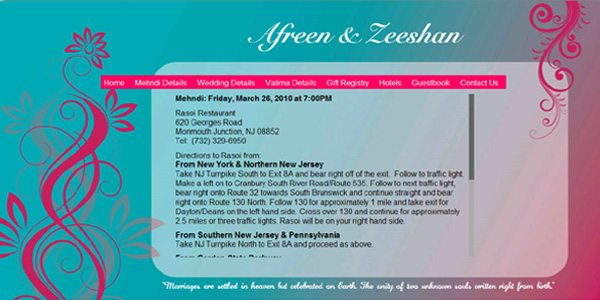 Afreen & Zeeshan
Home Mehndi Details Wedding Details Valima Details Gift Registry Hotels Guestbook Contact Us
Mehndi: Friday, March 26, 2010 at 7:00PM
Rasoi Restaurant
620 Georges Road
Monmouth Junction, NJ 08852
Tel: (732) 329-6950
Directions to Rasoi from:
From New York & Northern New Jersey
Take NJ Turnpike South to Exit 8A and bear right off of the exit. Follow to traffic light.
Make a left on to Cranbury South River Road/Route 535. Follow to next traffic light,
bear right onto Route 32 towards South Brunswick and continue straight and bear
right onto Route 130 North. Follow 130 for approximately 1 mile and take exit for
Dayton/Deans on the left hand side. Cross over 130 and continue for approximately
2.5 miles or three traffic lights. Rasoi will be on your right hand side.
From Southern New Jersey & Pennsylvania
Take NJ Turnpike North to Exit 8A and proceed as above.
From Garden State Parkway
"Marriages are settled in heaven but celebrated on Earth. The unity of two unknown souls written right from birth."